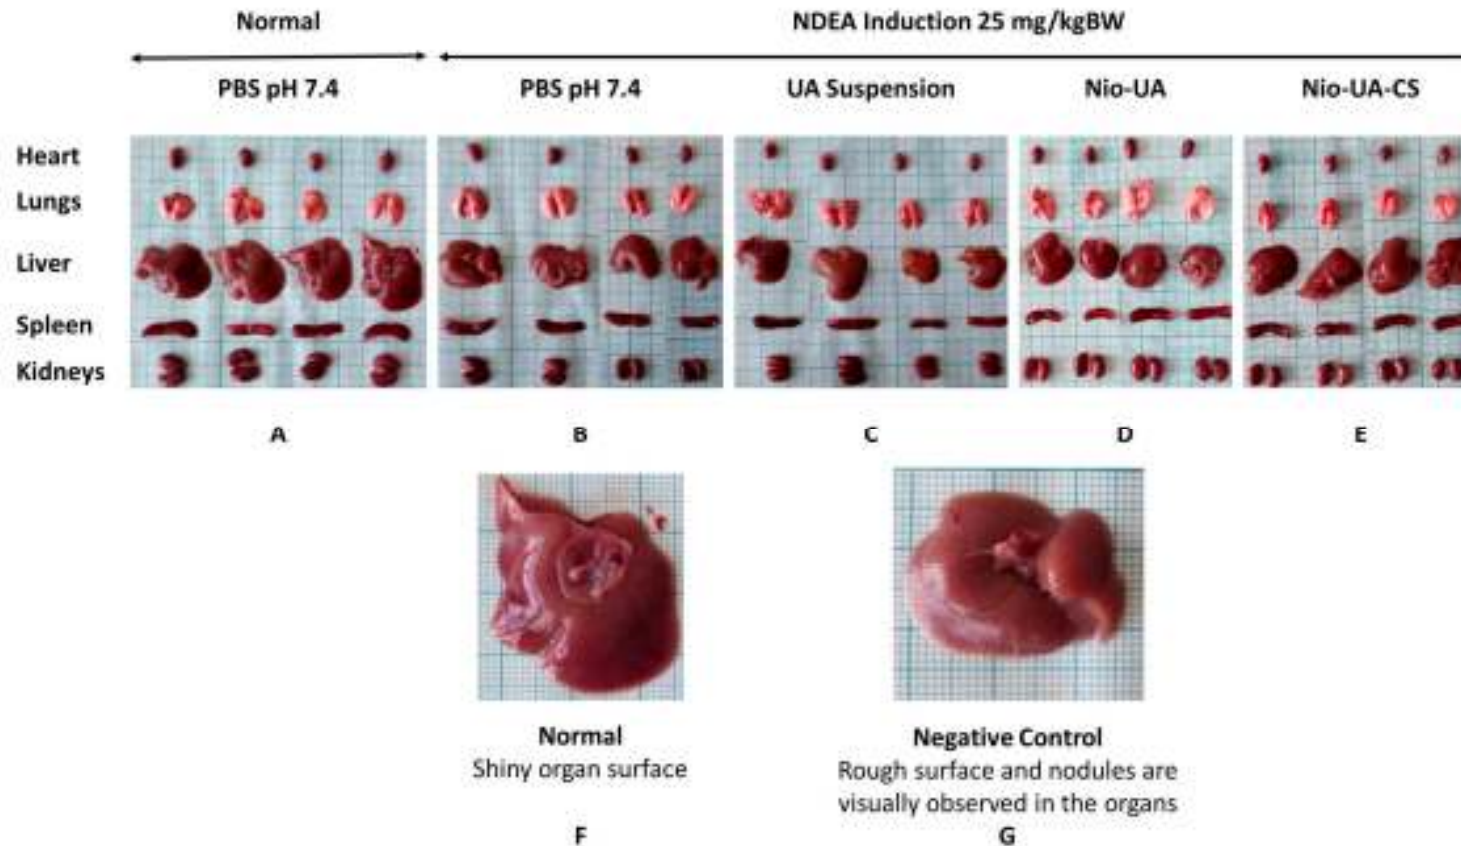 Normal
NDEA Induction 25 mg/kgBW
PBS pH 7.4
PBS pH 7.4
UA Suspension
Nio-UA
Nio-UA-CS
Heart
Lungs
Liver
Spleen
Kidneys
A
B
C
D
E
Normal
Shiny organ surface
F
Negative Control
Rough surface and nodules are
visually observed in the organs
G